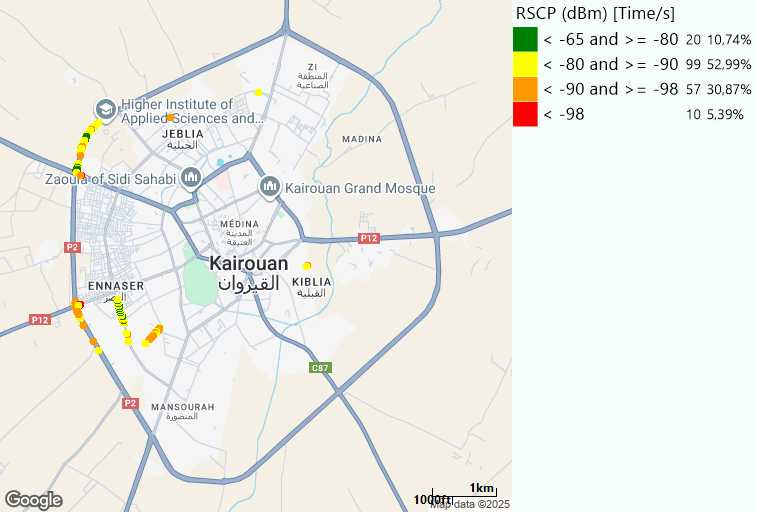 ZI
المنطقة
الصناعية
Higher Institute of
Applied Sciences and...
JEBLIA
الجبلية
MADINA
Zaouia of Sidi Sahabi
Kairouan Grand Mosque
MÉDINA
المدينة
العتيقة
P12
P2
Kairouan
القيروان
ENNASER
النصر
KIBLIA
القبلية
P12
C87
P2
MANSOURAH
المنصورة
1km
1000ft
Google
Map data ©2025
RSCP (dBm) [Time/s]
< -65 and >= -80 20 10,74%
< -80 and >= -90 99 52,99%
< -90 and >= -98 57 30,87%
< -98 10 5,39%